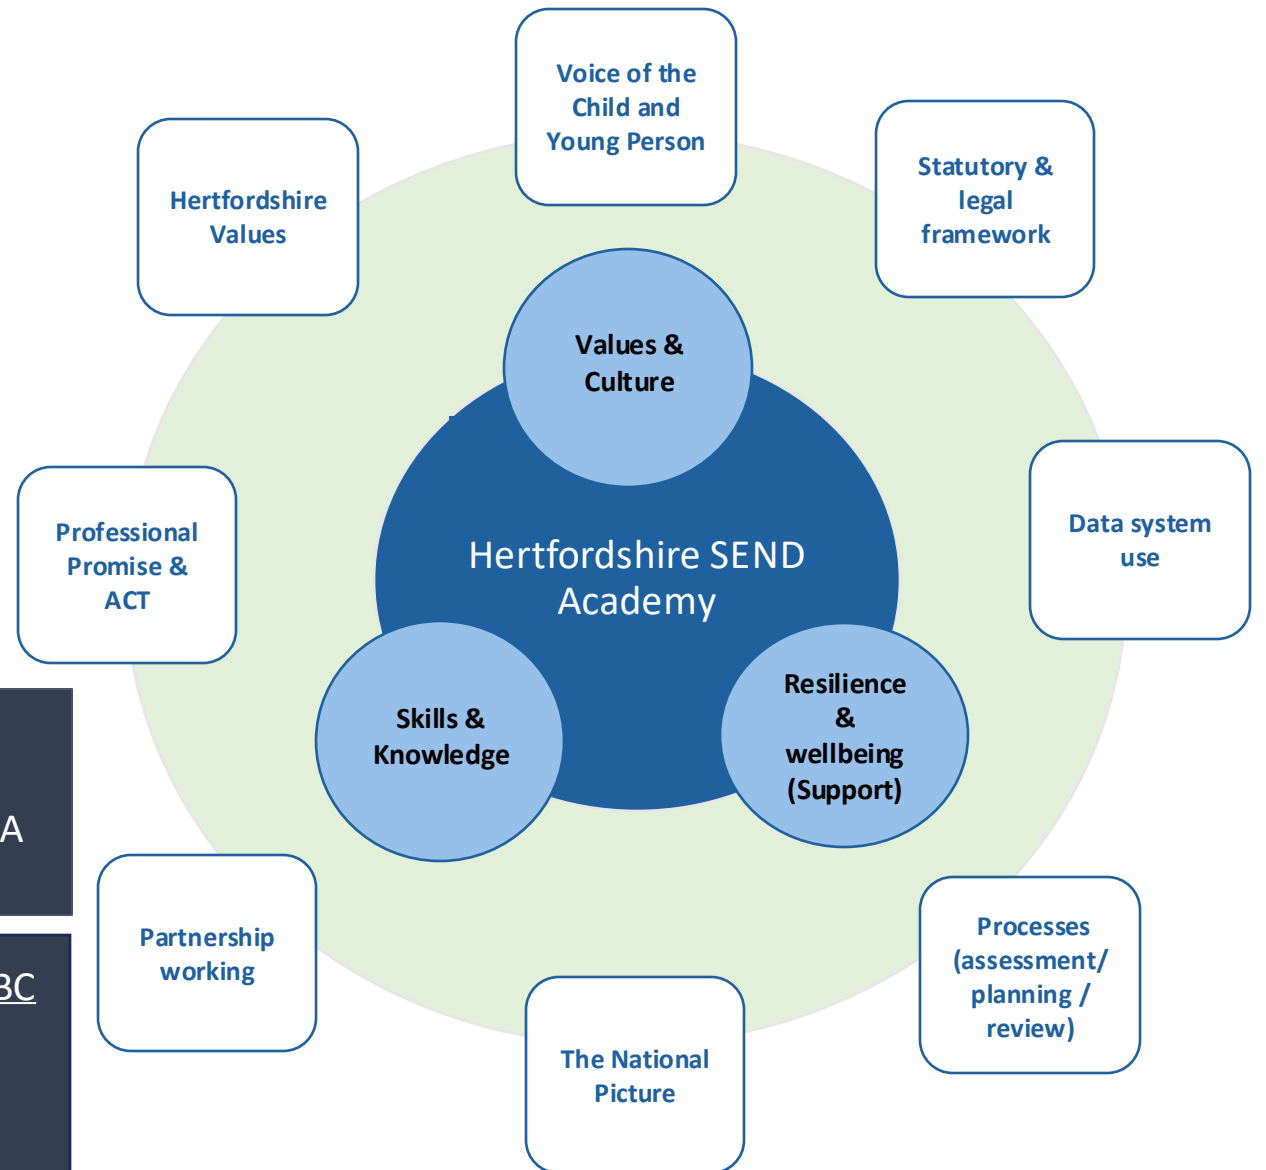 Voice of the
Child and
Young Person
Statutory &
legal
framework
Hertfordshire
Values
Values &
Culture
Data system
use
Professional
Promise &
ACT
Hertfordshire SEND
Academy
Skills &
Knowledge
Resilience
&
wellbeing
(Support)
A
BC
Partnership
working
Processes
(assessment/
planning /
review)
The National
Picture